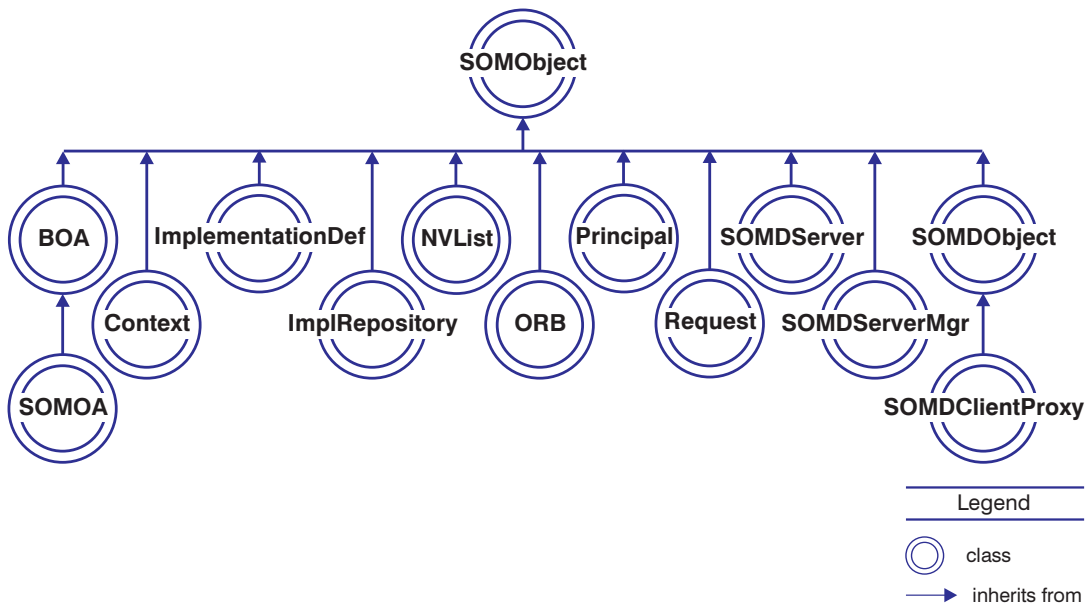 SOMObject
BOA
ImplementationDef
NVList
Principal
SOMDServer
SOMDObject
Context
ImplRepository
ORB
Request
SOMDServerMgr
SOMOA
SOMDClientProxy
Legend
class
inherits from